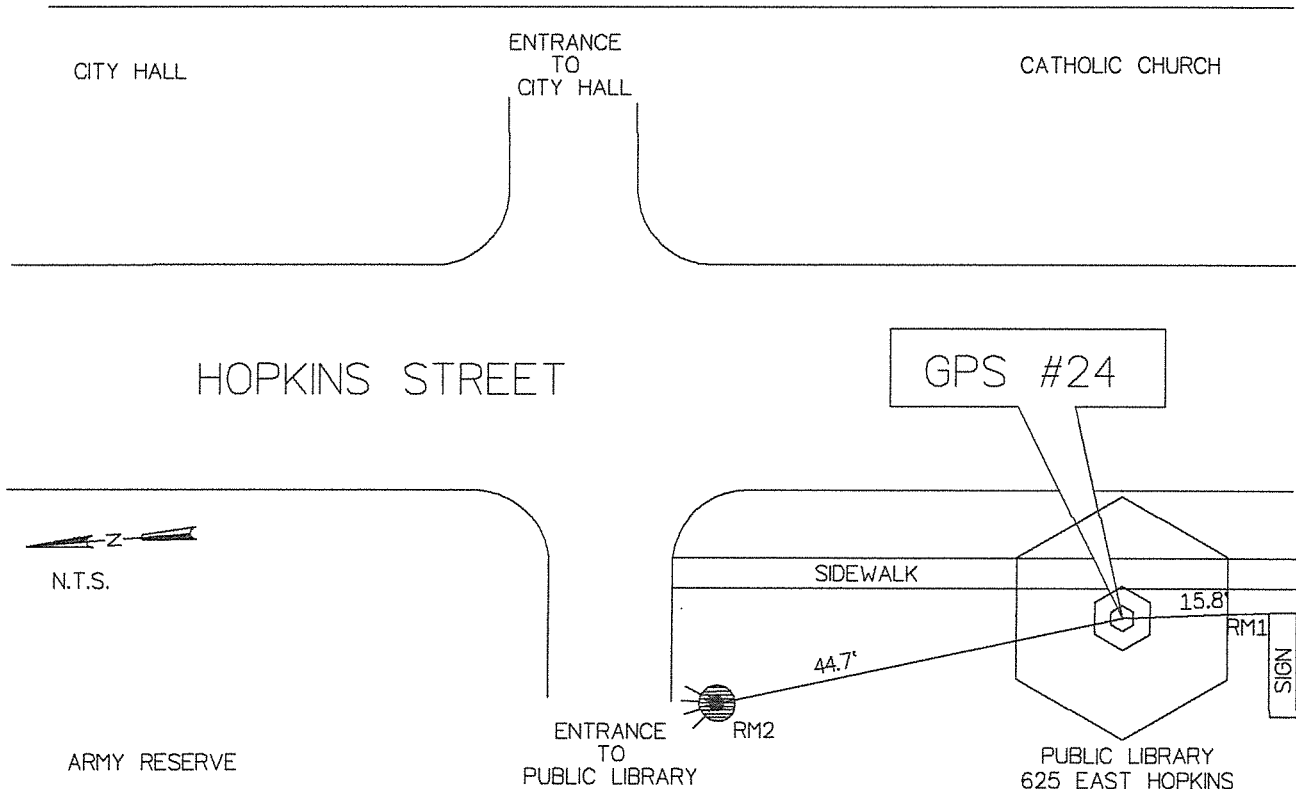 CITY HALL
ENTRANCE
TO
CITY HALL
CATHOLIC CHURCH
HOPKINS STREET
GPS #24
N
N.T.S.
SIDEWALK
15.8'
RM1
SIGN
44.7'
RM2
ENTRANCE
TO
PUBLIC LIBRARY
ARMY RESERVE
PUBLIC LIBRARY
625 EAST HOPKINS